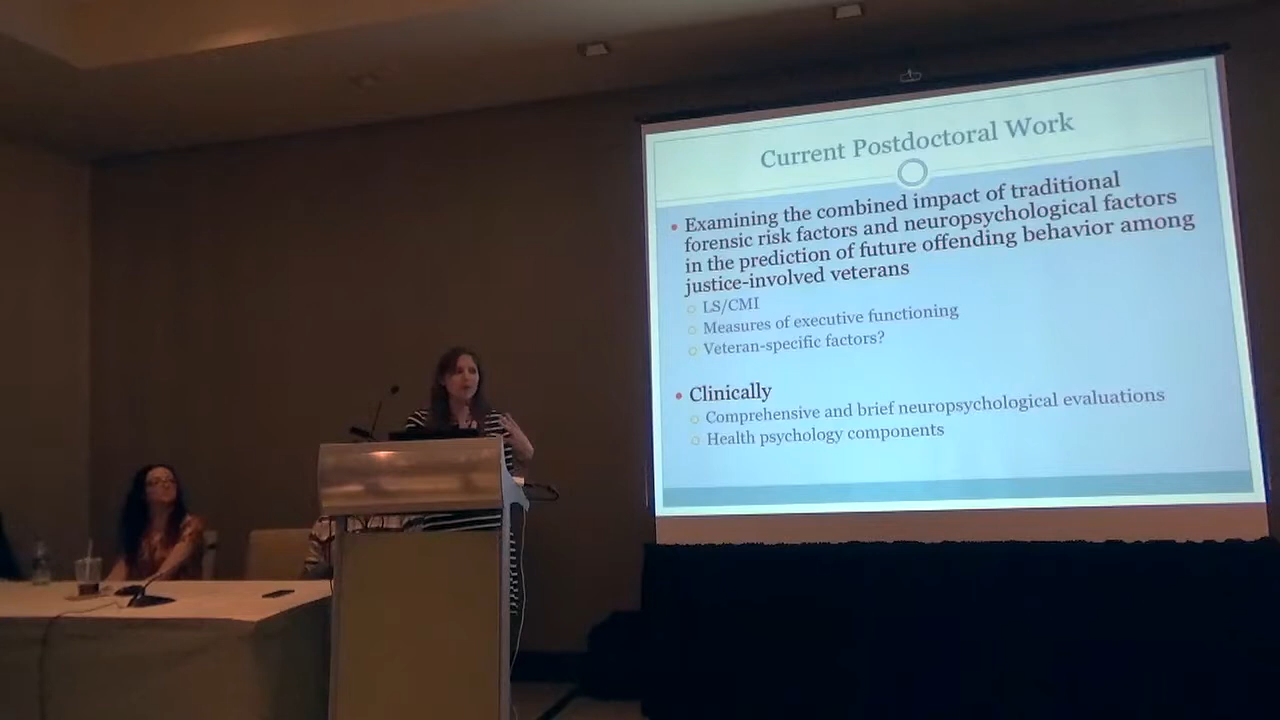 Current Postdoctoral Work
• Examining the combined impact of traditional
forensic risk factors and neuropsychological factors
in the prediction of future offending behavior among
justice-involved veterans
○ LS/CMI
○ Measures of executive functioning
○ Veteran-specific factors?
• Clinically
○ Comprehensive and brief neuropsychological evaluations
○ Health psychology components